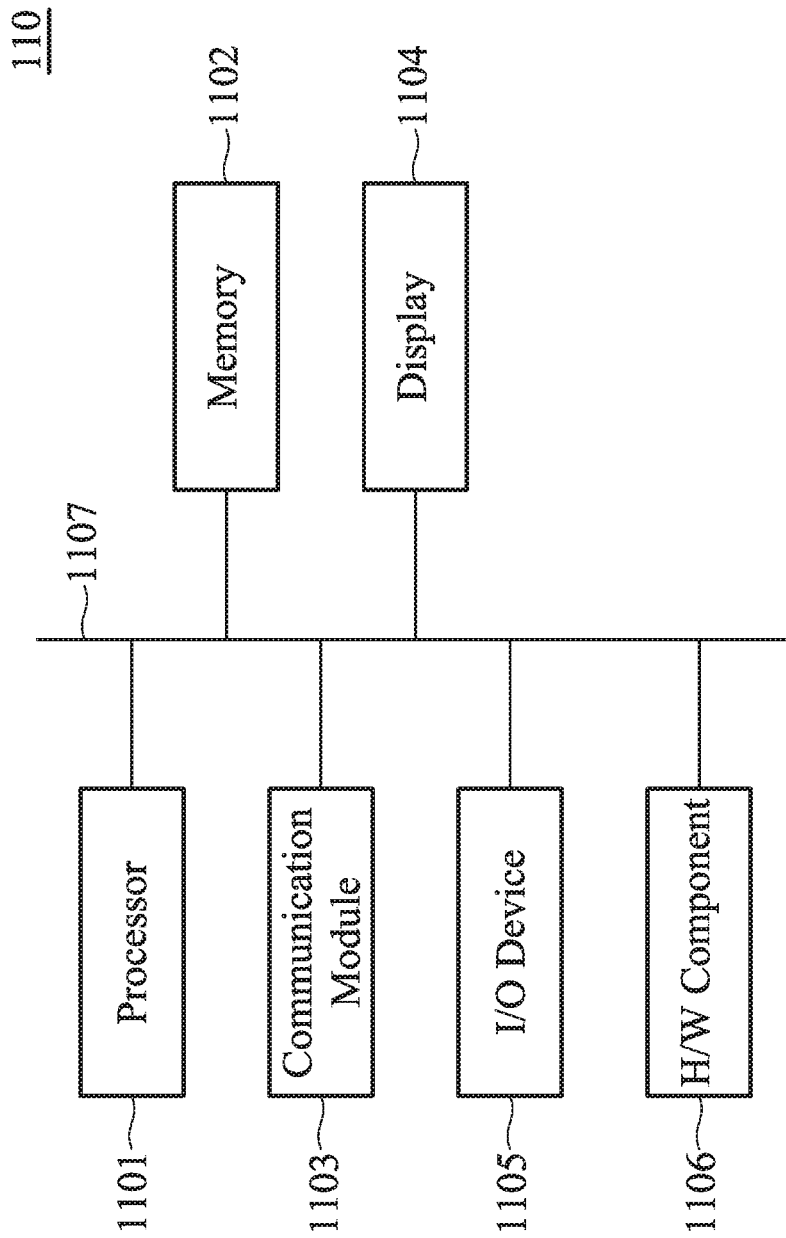 110
1107
1101
Processor
Memory
1102
1103
Communication
Module
Display
1104
1105
I/O Device
1106
H/W Component